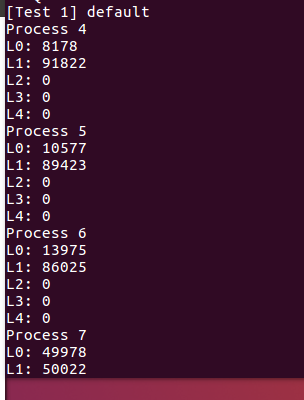 [Test 1] default
Process 4
L0: 8178
L1: 91822
L2: 0
L3: 0
L4: 0
Process 5
L0: 10577
L1: 89423
L2: 0
L3: 0
L4: 0
Process 6
L0: 13975
L1: 86025
L2: 0
L3: 0
L4: 0
Process 7
L0: 49978
L1: 50022